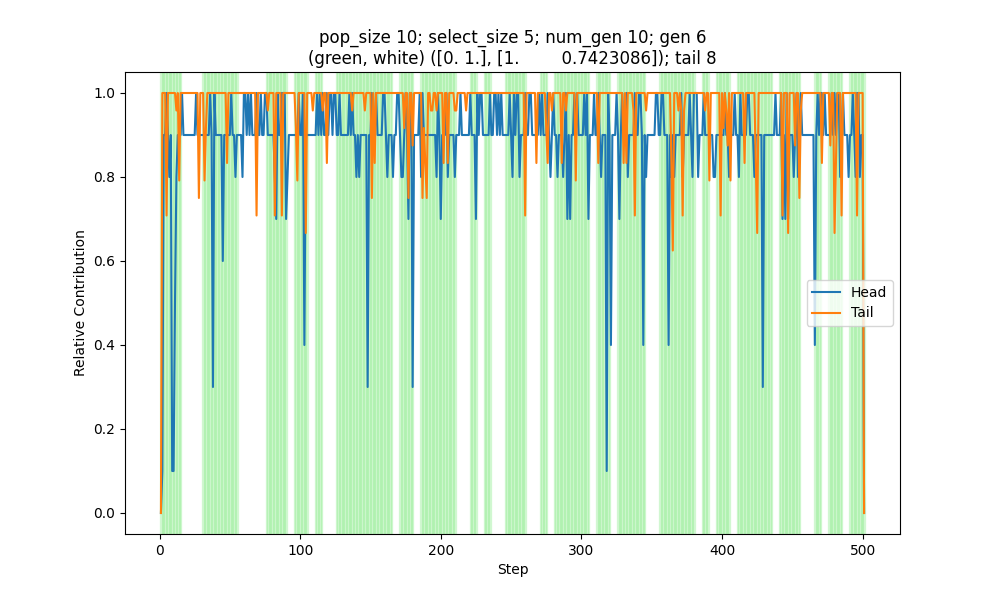 pop_size 10; select_size 5; num_gen 10; gen 6
(green, white) ([0. 1.], [1.         0.7423086]); tail 8
Relative Contribution
1.0
0.8
0.6
0.4
0.2
0.0
Head
Tail
0
100
200
300
400
500
Step